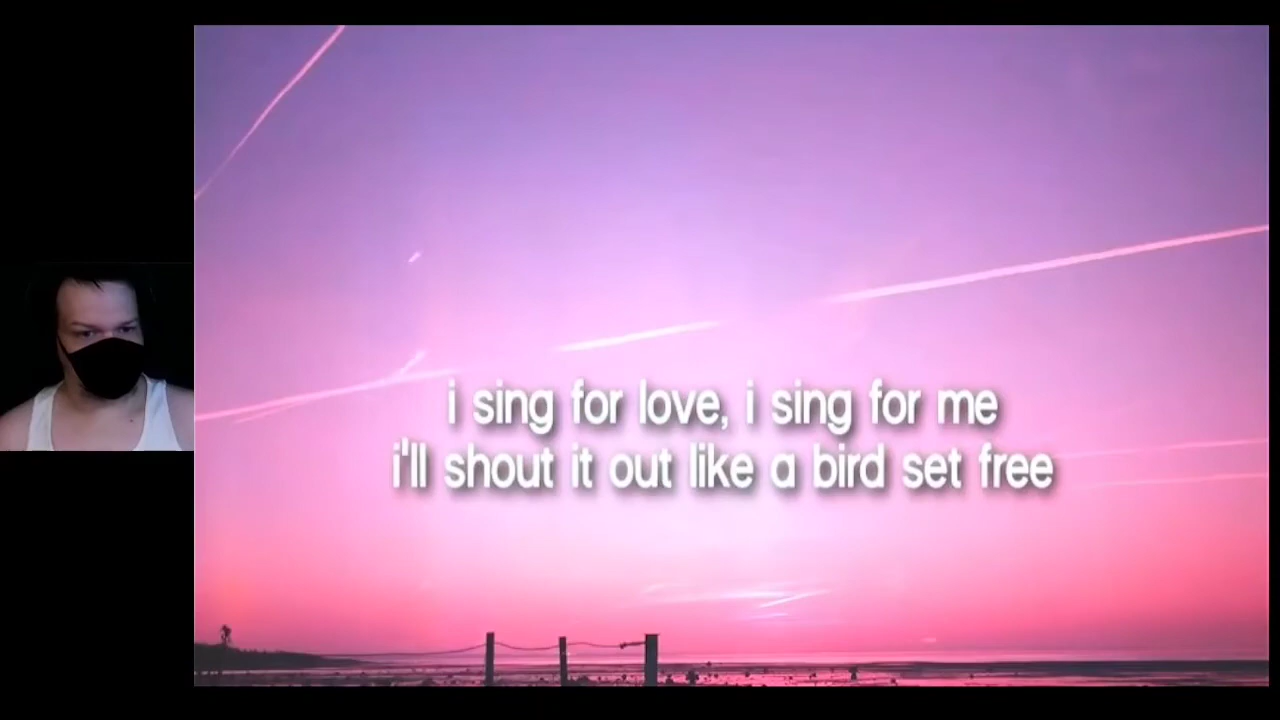 i sing for love, i sing for me
i'll shout it out like a bird set free